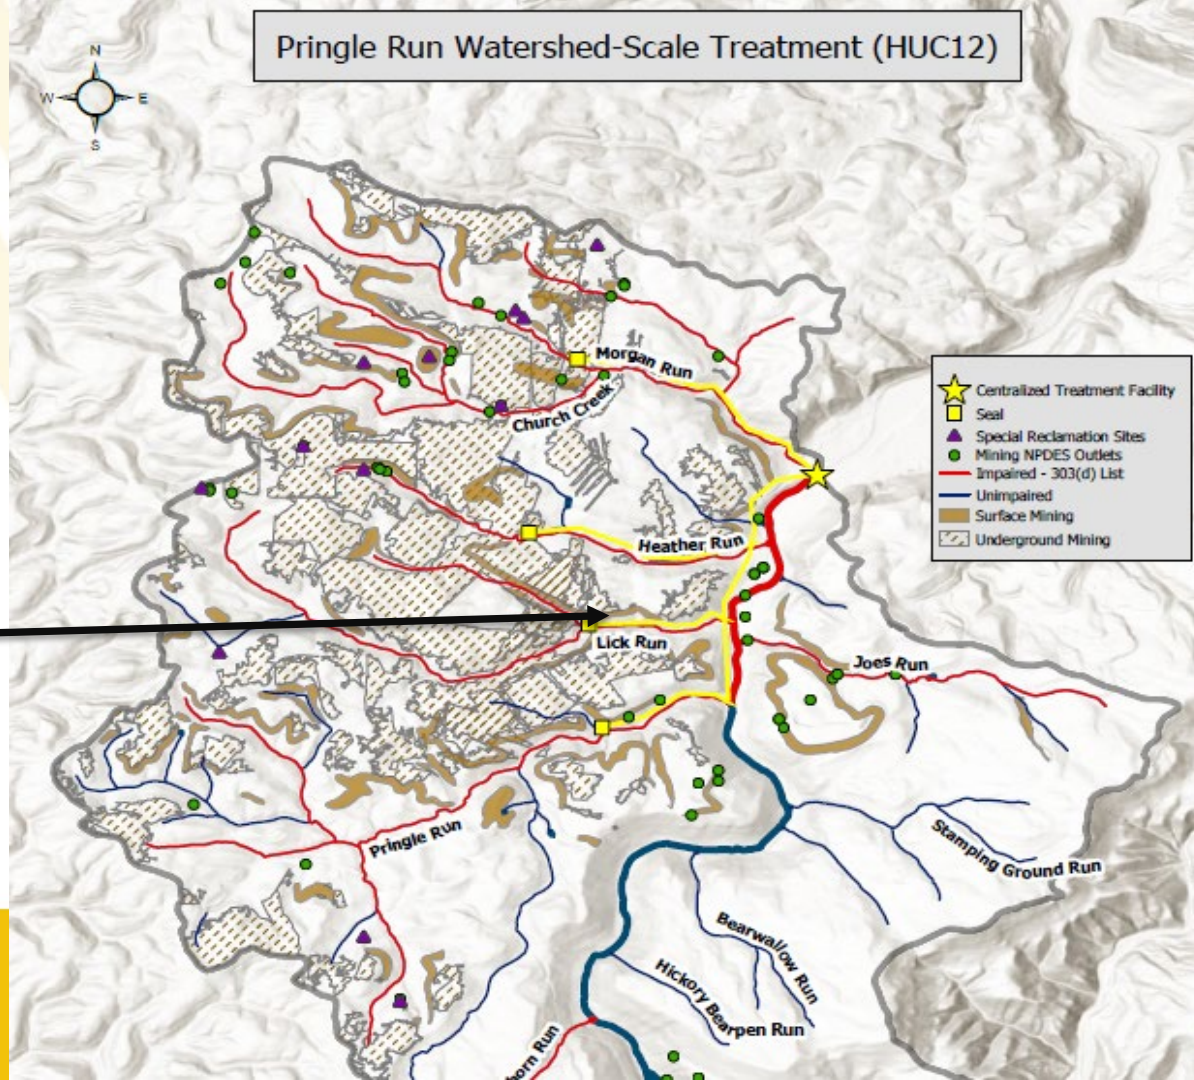 Pringle Run Watershed-Scale Treatment (HUC12)
N
W E
S
Morgan Run
Church Creek
Centralized Treatment Facility
Seal
Special Reclamation Sites
Mining NPDES Outlets
Impaired - 303(d) List
Unimpaired
Surface Mining
Underground Mining
Heather Run
Lick Run
Joes Run
Pringle Run
Stamping Ground Run
Bearwallow Run
Hickory Bearpen Run
Run